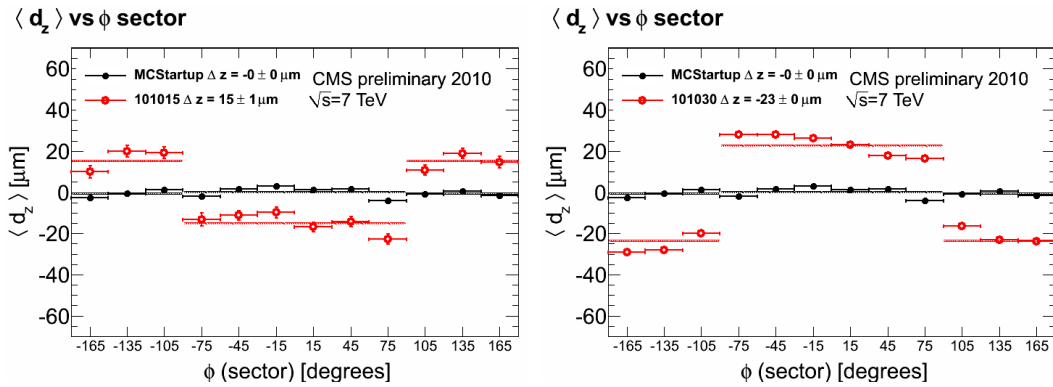 ⟨ d_z ⟩ vs ϕ sector
⟨ d_z ⟩ [μm]
60
40
20
0
-20
-40
-60
MCStartup Δ z = -0 ± 0 μm
101015 Δ z = 15 ± 1 μm
CMS preliminary 2010
√s=7 TeV
-165 -135 -105 -75 -45 -15 15 45 75 105 135 165
ϕ (sector) [degrees]
⟨ d_z ⟩ vs ϕ sector
⟨ d_z ⟩ [μm]
60
40
20
0
-20
-40
-60
MCStartup Δ z = -0 ± 0 μm
101030 Δ z = -23 ± 0 μm
CMS preliminary 2010
√s=7 TeV
-165 -135 -105 -75 -45 -15 15 45 75 105 135 165
ϕ (sector) [degrees]